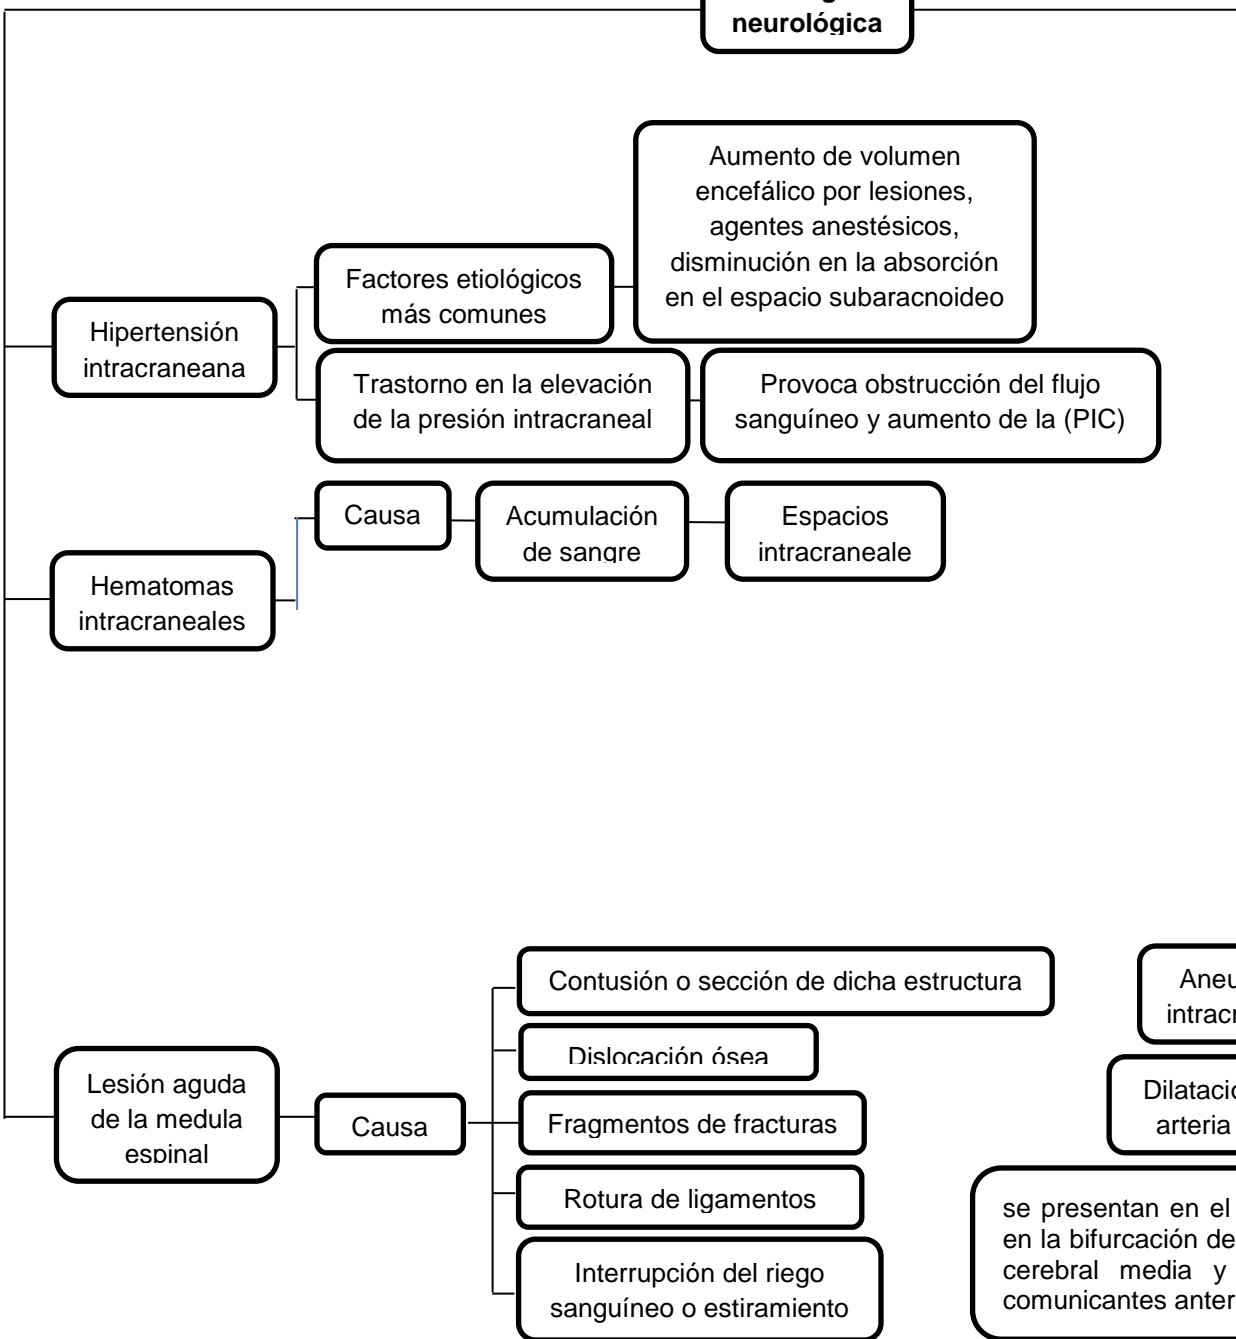 neurológica
Aumento de volumen
encefálico por lesiones,
agentes anestésicos,
disminución en la absorción
en el espacio subaracnoideo
Factores etiológicos
más comunes
Hipertensión
intracraneana
Trastorno en la elevación
de la presión intracraneal
Provoca obstrucción del flujo
sanguíneo y aumento de la (PIC)
Causa
Acumulación
de sangre
Espacios
intracraneale
Hematomas
intracraneales
Lesión aguda
de la medula
espinal
Causa
Contusión o sección de dicha estructura
Dislocación ósea
Fragmentos de fracturas
Rotura de ligamentos
Interrupción del riego
sanguíneo o estiramiento
arteria
se presentan en el
en la bifurcación de
cerebral media y
comunicantes